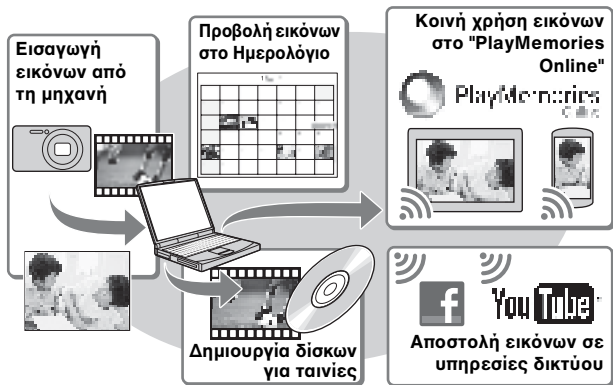 Εισαγωγή
εικόνων από
τη μηχανή
Προβολή εικόνων
στο Ημερολόγιο
Κοινή χρήση εικόνων
στο "PlayMemories
Online"
PlayMemories
Online
Δημιουργία δίσκων
για ταινίες
f
You Tube
Αποστολή εικόνων σε
υπηρεσίες δικτύου